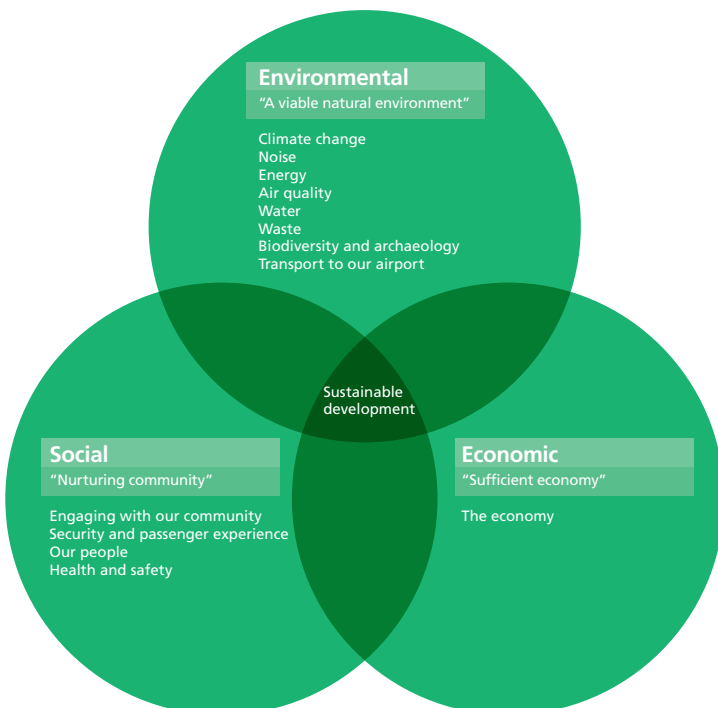 Environmental
“A viable natural environment”
Climate change
Noise
Energy
Air quality
Water
Waste
Biodiversity and archaeology
Transport to our airport
Sustainable
development
Social
“Nurturing community”
Engaging with our community
Security and passenger experience
Our people
Health and safety
Economic
“Sufficient economy”
The economy